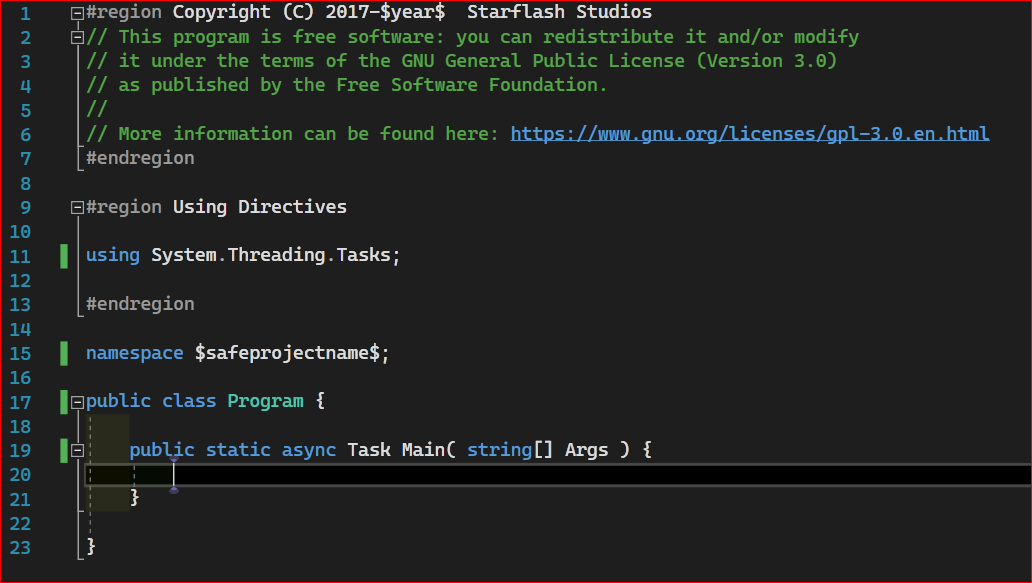 1 #region Copyright (C) 2017-$year$  Starflash Studios
2 // This program is free software: you can redistribute it and/or modify
3 // it under the terms of the GNU General Public License (Version 3.0)
4 // as published by the Free Software Foundation.
5 //
6 // More information can be found here: https://www.gnu.org/licenses/gpl-3.0.en.html
7 #endregion
8
9 #region Using Directives
10
11 using System.Threading.Tasks;
12
13 #endregion
14
15 namespace $safeprojectname$;
16
17 public class Program {
18
19     public static async Task Main( string[] Args ) {
20
21     }
22
23 }